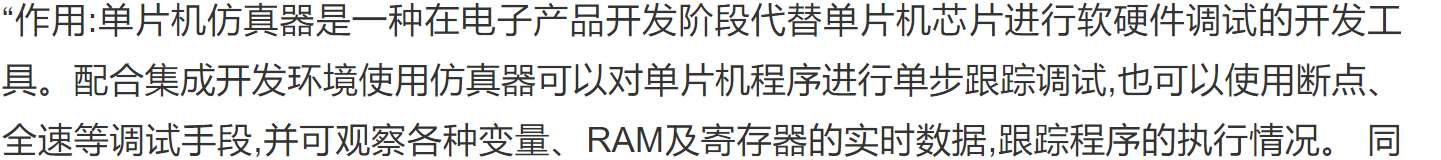 “作用:单片机仿真器是一种在电子产品开发阶段代替单片机芯片进行软硬件调试的开发工
具。配合集成开发环境使用仿真器可以对单片机程序进行单步跟踪调试,也可以使用断点、
全速等调试手段,并可观察各种变量、RAM及寄存器的实时数据,跟踪程序的执行情况。 同